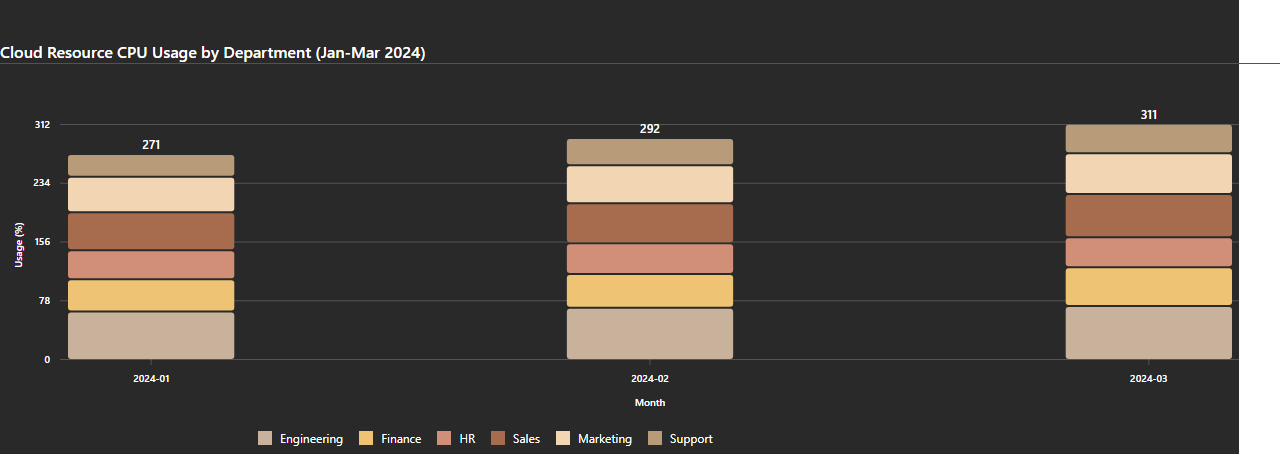 Cloud Resource CPU Usage by Department (Jan-Mar 2024)
312
234
156
78
0
Usage (%)
271
292
311
2024-01
2024-02
2024-03
Month
Engineering Finance HR Sales Marketing Support